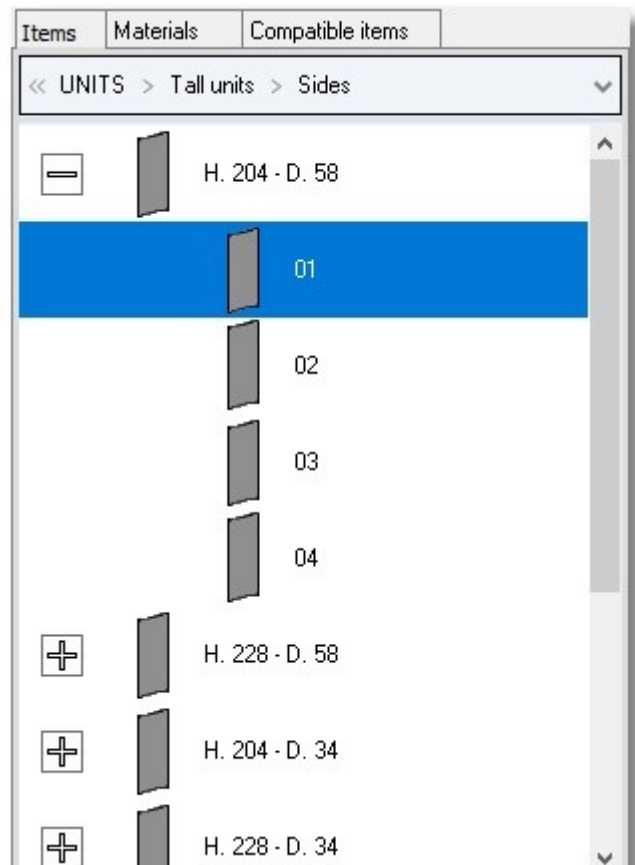 Items Materials Compatible items
« UNITS > Tall units > Sides
H. 204 - D. 58
01
02
03
04
H. 228 - D. 58
H. 204 - D. 34
H. 228 - D. 34